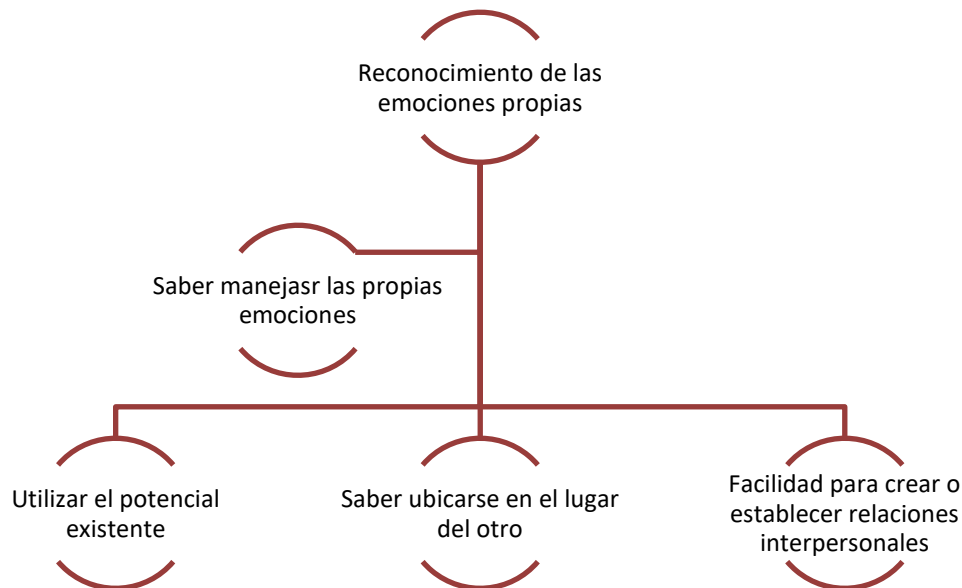 Reconocimiento de las
emociones propias
Saber manejasr las propias
emociones
Utilizar el potencial
existente
Saber ubicarse en el lugar
del otro
Facilidad para crear o
establecer relaciones
interpersonales